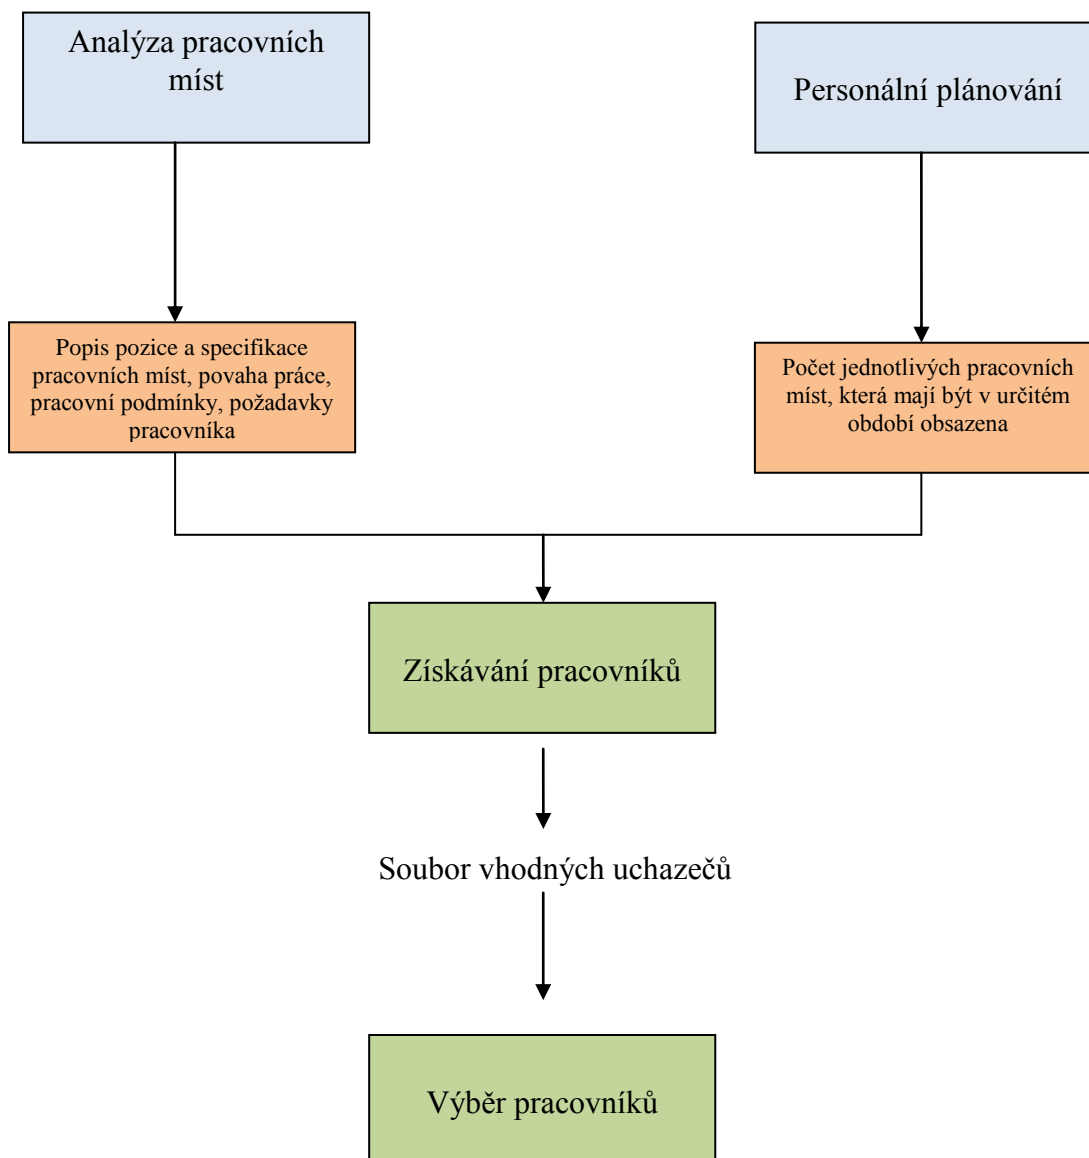 Analýza pracovních
míst
Personální plánování
Popis pozice a specifikace
pracovních míst, povaha práce,
pracovní podmínky, požadavky
pracovníka
Počet jednotlivých pracovních
míst, která mají být v určitém
období obsazena
Získávání pracovníků
Soubor vhodných uchazečů
Výběr pracovníků